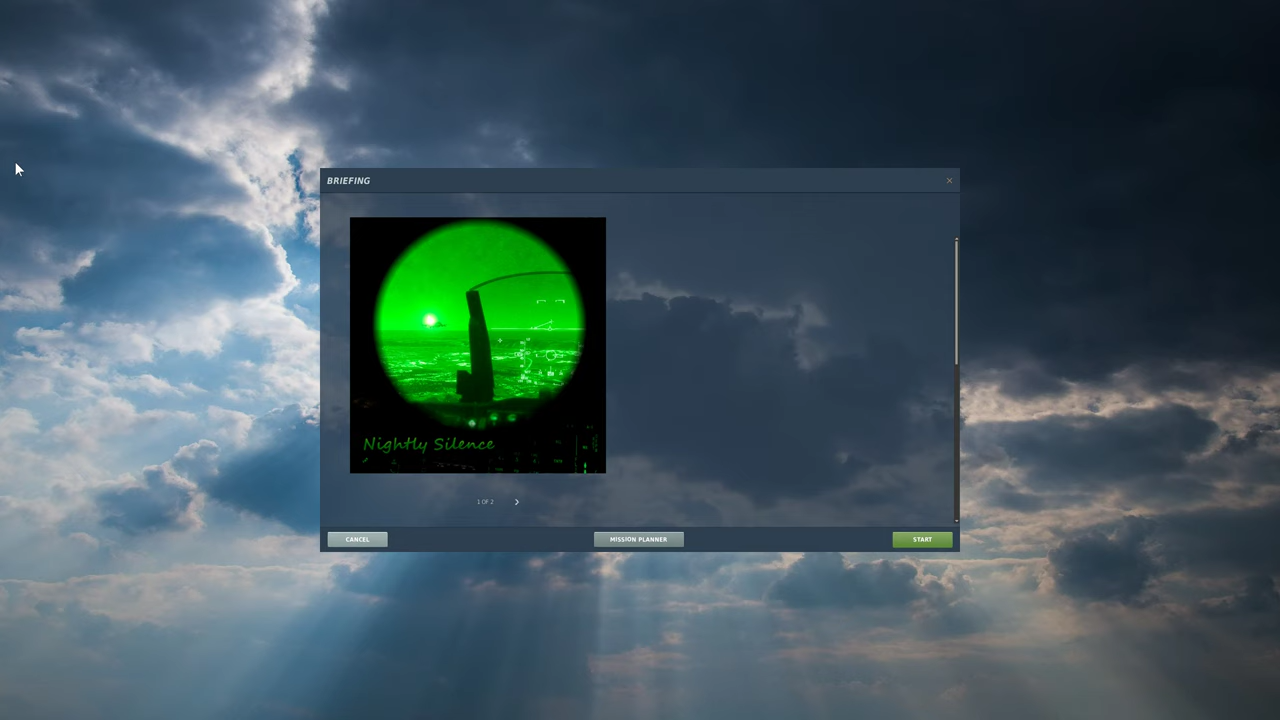 BRIEFING
Nightly Silence
1 OF 2
CANCEL
MISSION PLANNER
START